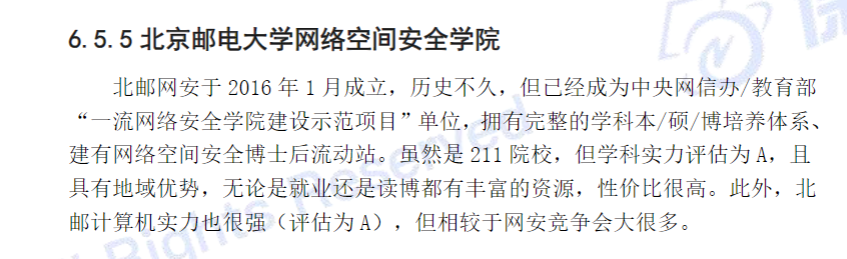 6.5.5 北京邮电大学网络空间安全学院
北邮网安于 2016 年 1 月成立，历史不久，但已经成为中央网信办/教育部
“一流网络安全学院建设示范项目”单位，拥有完整的学科本/硕/博培养体系、
建有网络空间安全博士后流动站。虽然是 211 院校，但学科实力评估为 A，且
具有地域优势，无论是就业还是读博都有丰富的资源，性价比很高。此外，北
邮计算机实力也很强（评估为 A），但相较于网安竞争会大很多。
Rights Reserved